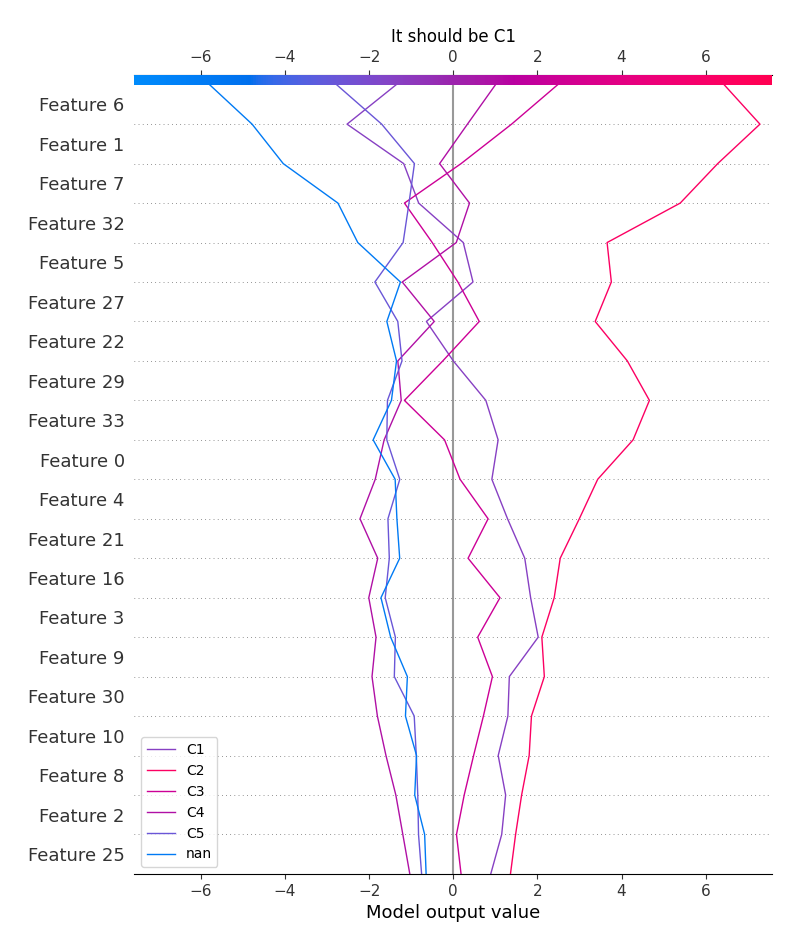 It should be C1
−6 −4 −2 0 2 4 6
Feature 6
Feature 1
Feature 7
Feature 32
Feature 5
Feature 27
Feature 22
Feature 29
Feature 33
Feature 0
Feature 4
Feature 21
Feature 16
Feature 3
Feature 9
Feature 30
Feature 10
Feature 8
Feature 2
Feature 25
C1
C2
C3
C4
C5
nan
−6 −4 −2 0 2 4 6
Model output value